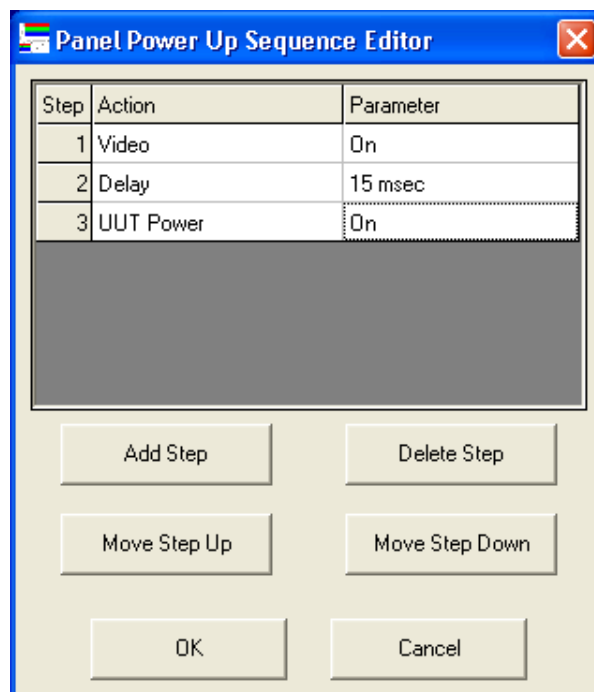 Panel Power Up Sequence Editor
Step Action Parameter
1 Video On
2 Delay 15 msec
3 UUT Power On
Add Step Delete Step
Move Step Up Move Step Down
OK Cancel